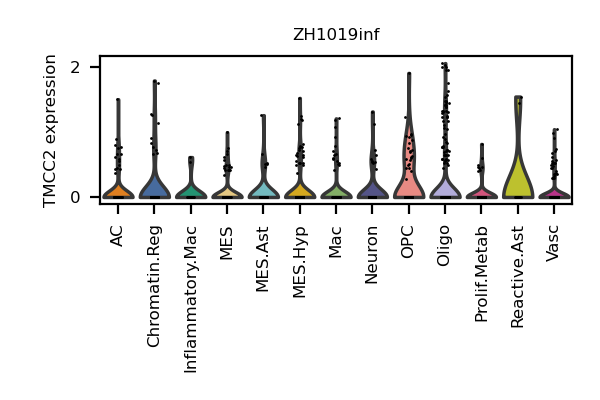 ZH1019inf
TMCC2 expression
2
0
AC
Chromatin.Reg
Inflammatory.Mac
MES
MES.Ast
MES.Hyp
Mac
Neuron
OPC
Oligo
Prolif.Metab
Reactive.Ast
Vasc